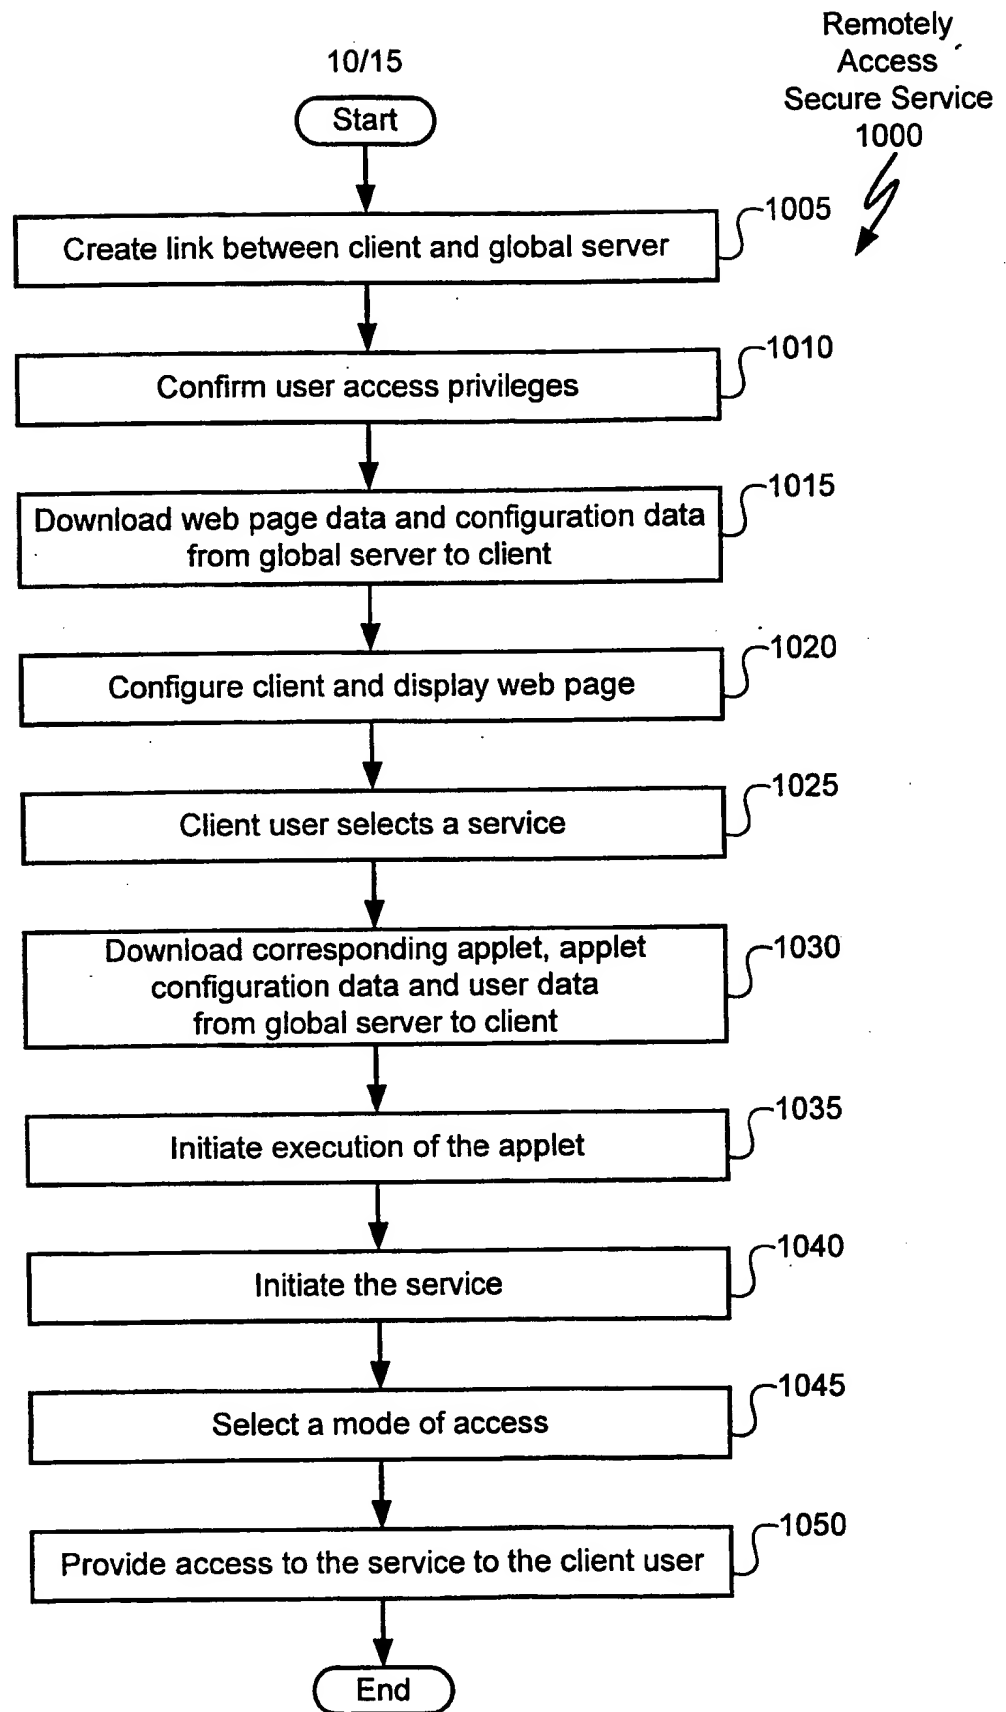 10/15
Remotely
Access
Secure Service
1000
Start
1005
Create link between client and global server
1010
Confirm user access privileges
1015
Download web page data and configuration data
from global server to client
1020
Configure client and display web page
1025
Client user selects a service
1030
Download corresponding applet, applet
configuration data and user data
from global server to client
1035
Initiate execution of the applet
1040
Initiate the service
1045
Select a mode of access
1050
Provide access to the service to the client user
End